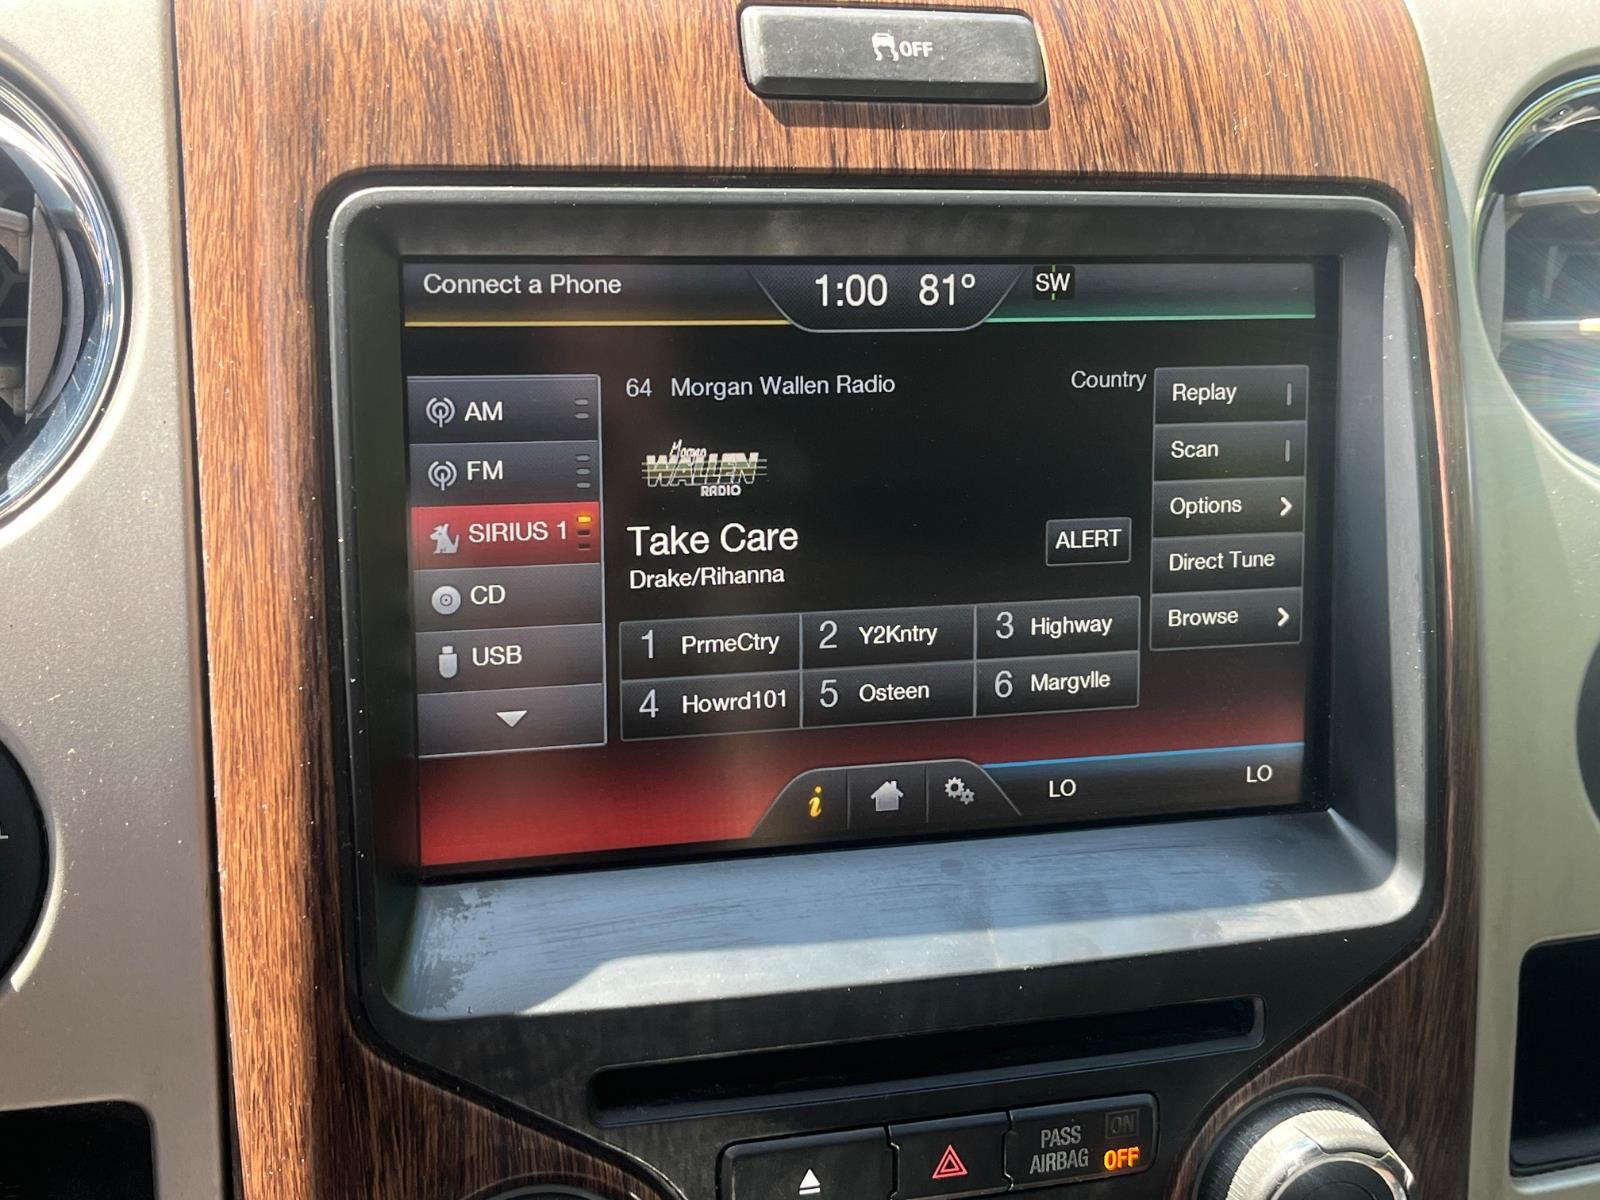 OFF
Connect a Phone
1:00 81° SW
64 Morgan Wallen Radio
Country
Morgan
WALLEN
RADIO
Take Care
Drake/Rihanna
ALERT
AM
FM
SIRIUS 1
CD
USB
1 PrmeCtry
2 Y2Kntry
3 Highway
4 Howrd101
5 Osteen
6 Margvlle
Replay
Scan
Options
Direct Tune
Browse
i
LO
LO
PASS
AIRBAG
ON
OFF